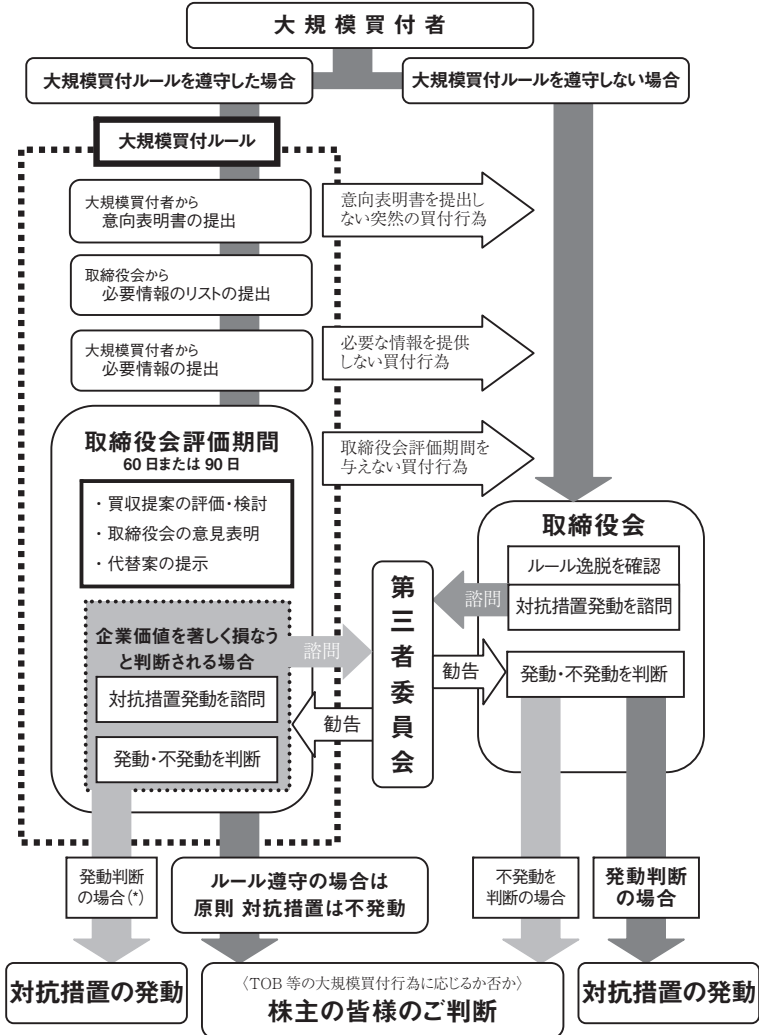 大規模買付者
大規模買付ルールを遵守した場合
大規模買付ルールを遵守しない場合
大規模買付ルール
大規模買付者から
意向表明書の提出
意向表明書を提出し
ない突然の買付行為
取締役会から
必要情報のリストの提出
大規模買付者から
必要情報の提出
必要な情報を提供
しない買付行為
取締役会評価期間
60日または90日
取締役会評価期間を
与えない買付行為
・買収提案の評価・検討
・取締役会の意見表明
・代替案の提示
取締役会
ルール逸脱を確認
対抗措置発動を諮問
諮問
第三者委員会
企業価値を著しく損なう
と判断される場合
諮問
対抗措置発動を諮問
勧告
発動・不発動を判断
勧告
発動・不発動を判断
発動判断
の場合(*)
ルール遵守の場合は
原則 対抗措置は不発動
不発動を
判断の場合
発動判断
の場合
対抗措置の発動
〈TOB等の大規模買付行為に応じるか否か〉
株主の皆様のご判断
対抗措置の発動